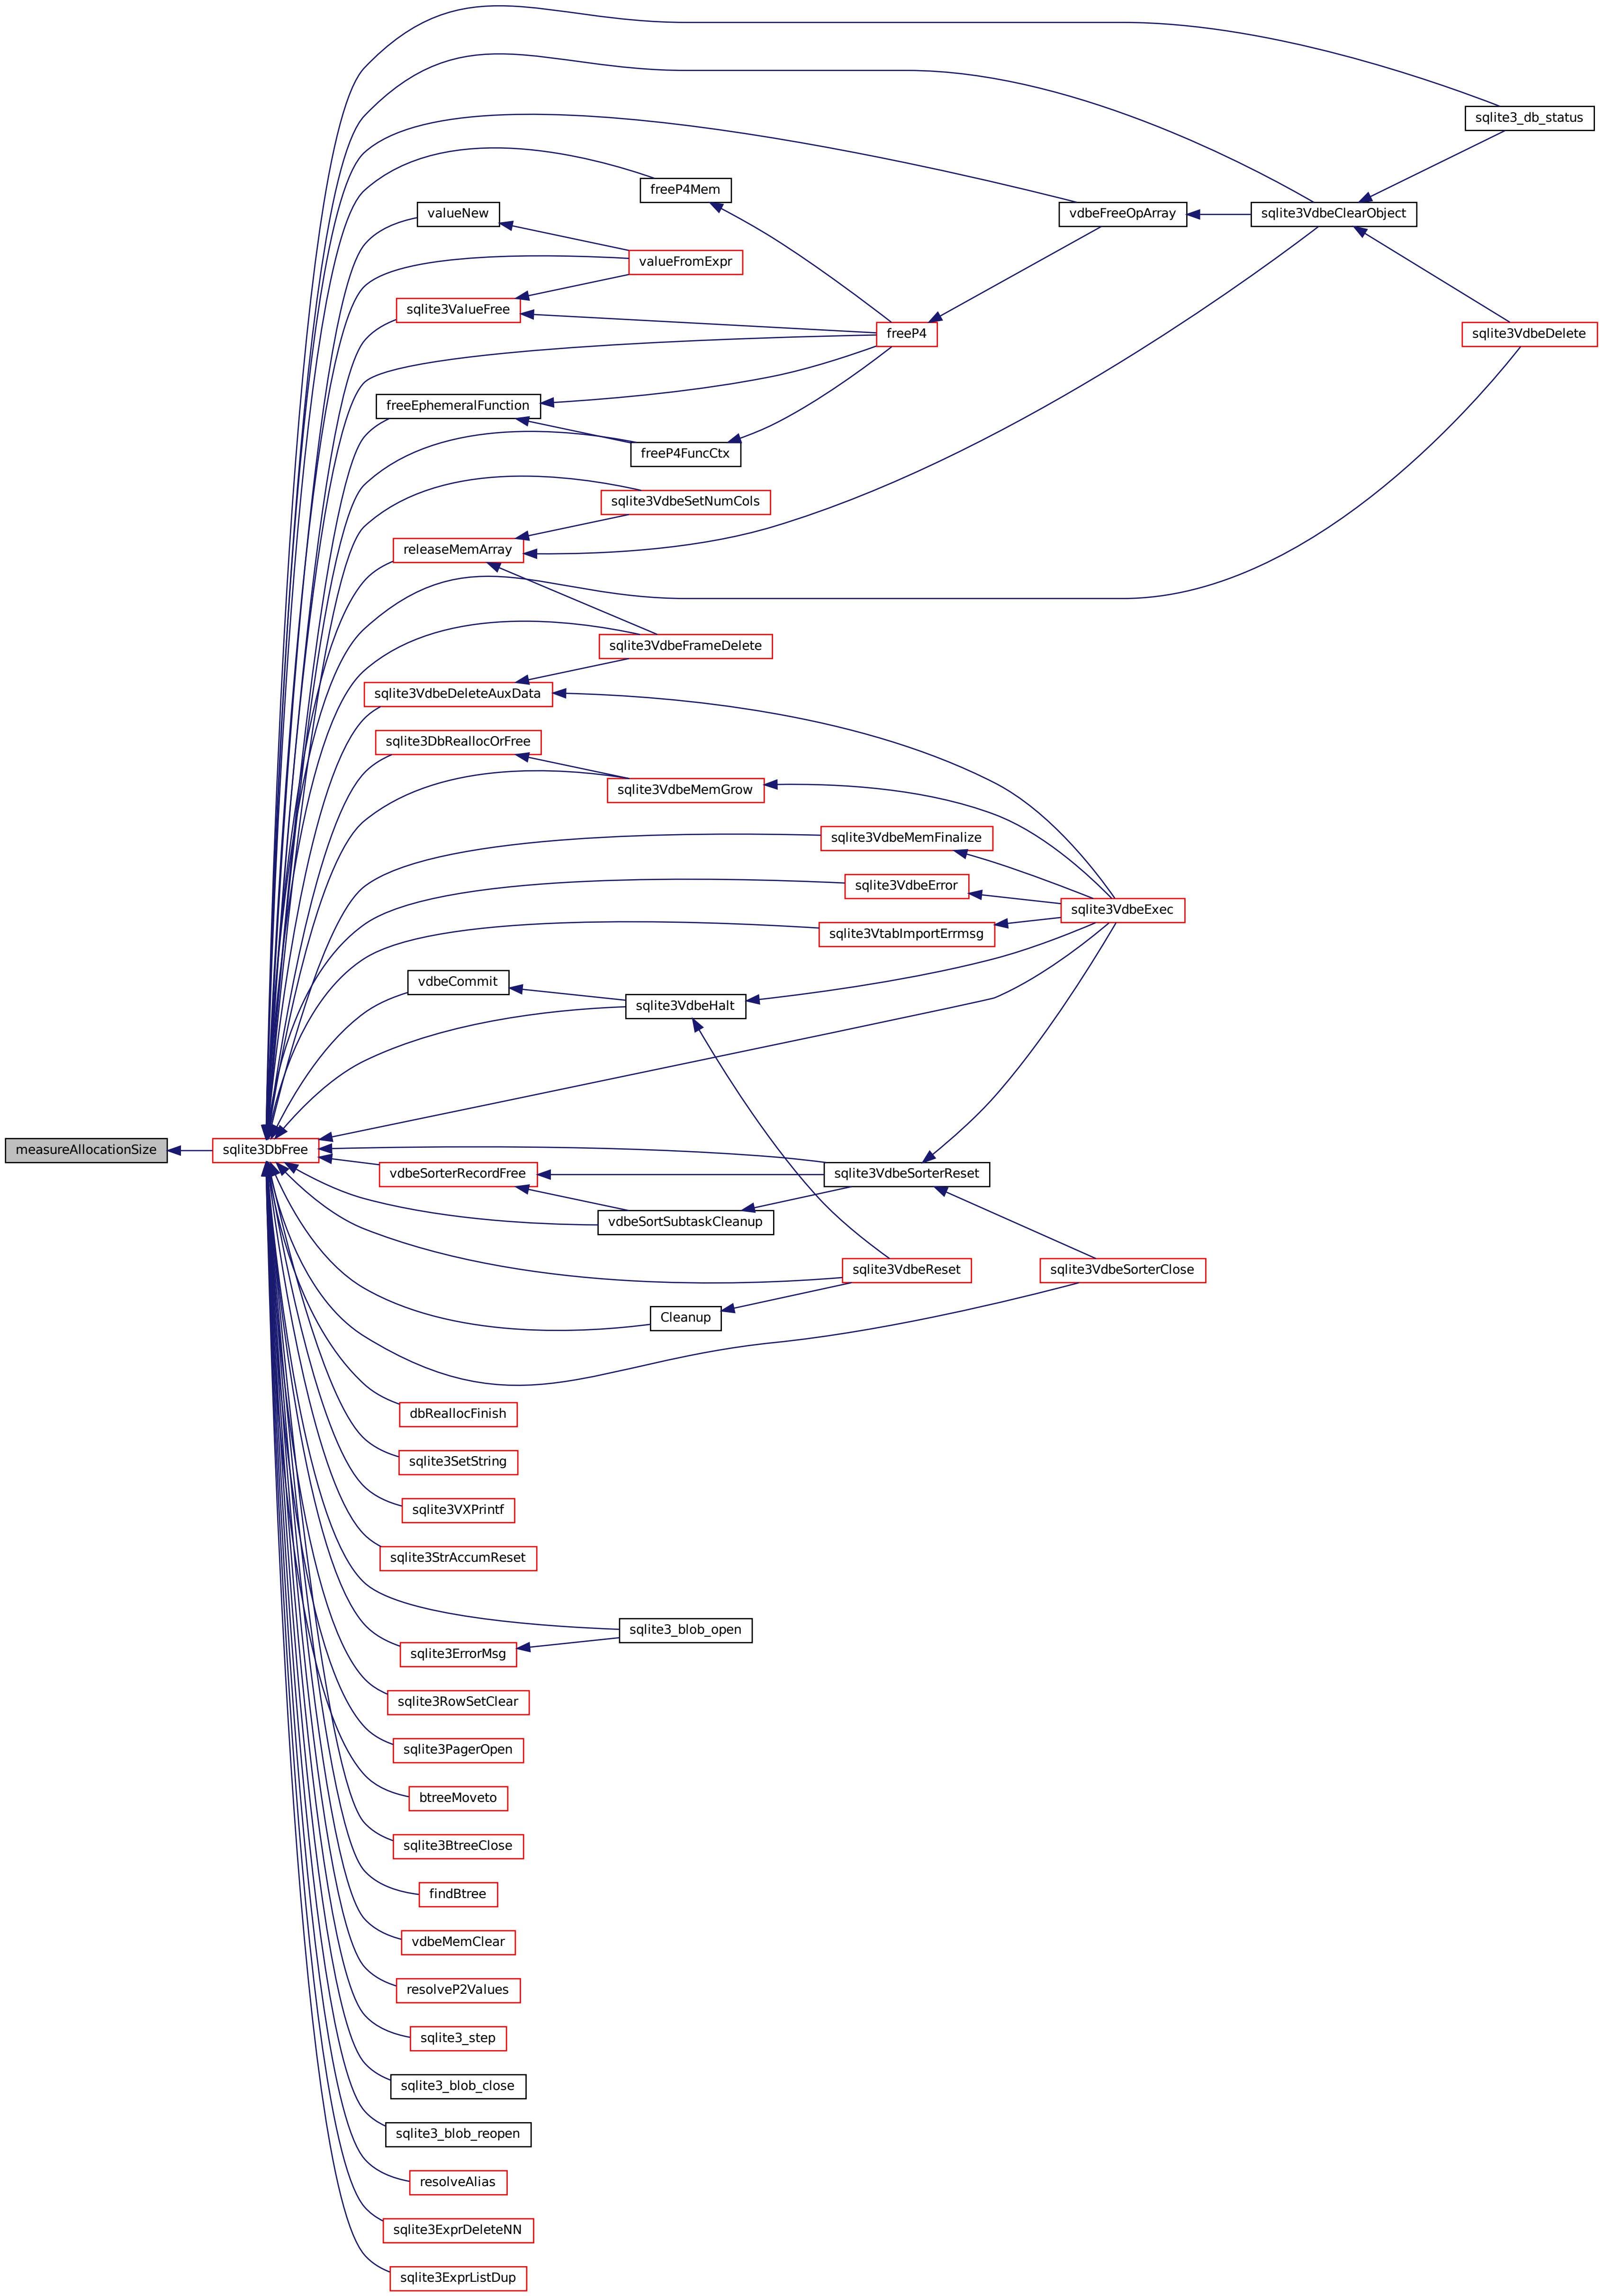 sqlite3_db_status
freeP4Mem
valueNew
vdbeFreeOpArray
sqlite3VdbeClearObject
valueFromExpr
sqlite3ValueFree
freeP4
sqlite3VdbeDelete
freeEphemeralFunction
freeP4FuncCtx
sqlite3VdbeSetNumCols
releaseMemArray
sqlite3VdbeFrameDelete
sqlite3VdbeDeleteAuxData
sqlite3DbReallocOrFree
sqlite3VdbeMemGrow
sqlite3VdbeMemFinalize
sqlite3VdbeError
sqlite3VdbeExec
sqlite3VtabImportErrmsg
vdbeCommit
sqlite3VdbeHalt
measureAllocationSize
sqlite3DbFree
vdbeSorterRecordFree
sqlite3VdbeSorterReset
vdbeSortSubtaskCleanup
sqlite3VdbeReset
sqlite3VdbeSorterClose
Cleanup
dbReallocFinish
sqlite3SetString
sqlite3VXPrintf
sqlite3StrAccumReset
sqlite3_blob_open
sqlite3ErrorMsg
sqlite3RowSetClear
sqlite3PagerOpen
btreeMoveto
sqlite3BtreeClose
findBtree
vdbeMemClear
resolveP2Values
sqlite3_step
sqlite3_blob_close
sqlite3_blob_reopen
resolveAlias
sqlite3ExprDeleteNN
sqlite3ExprListDup